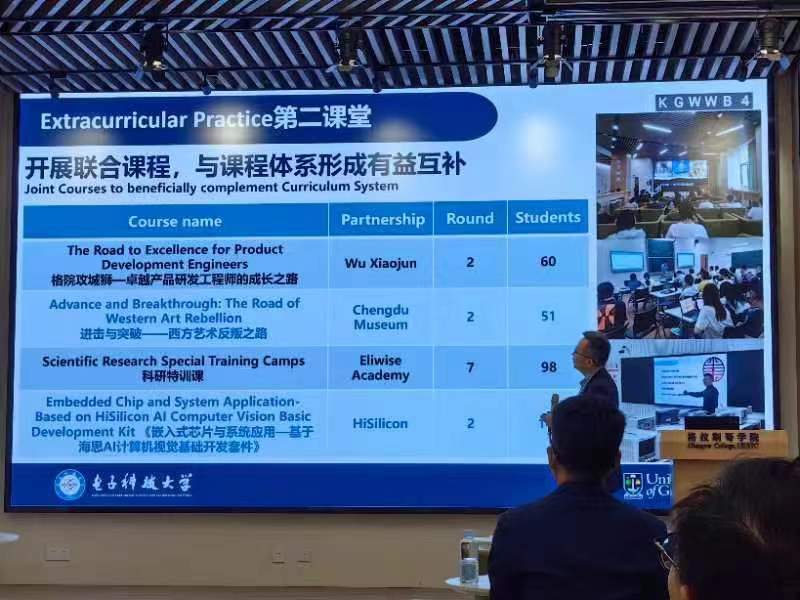 KGWWB 4
Extracurricular Practice第二课堂
开展联合课程，与课程体系形成有益互补
Joint Courses to beneficially complement Curriculum System
Course name
Partnership
Round
Students
The Road to Excellence for Product
Development Engineers
格院攻城狮—卓越产品研发工程师的成长之路
Wu Xiaojun
2
60
Advance and Breakthrough: The Road of
Western Art Rebellion
进击与突破——西方艺术反叛之路
Chengdu
Museum
2
51
Scientific Research Special Training Camps
科研特训课
Eliwise
Academy
7
98
Embedded Chip and System Application-
Based on HiSilicon AI Computer Vision Basic
Development Kit 《嵌入式芯片与系统应用—基于
海思AI计算机视觉基础开发套件》
HiSilicon
2
电子科技大学
格拉斯哥学院
Glasgow College, UESTC